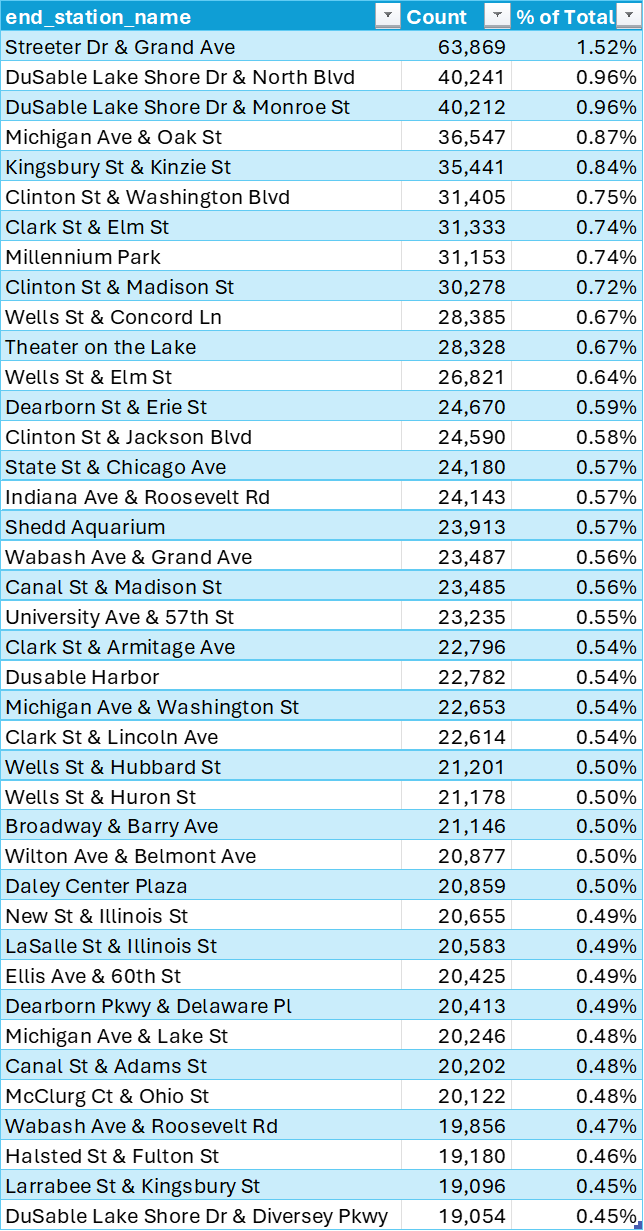 end_station_name Count % of Total
Streeter Dr & Grand Ave 63,869 1.52%
DuSable Lake Shore Dr & North Blvd 40,241 0.96%
DuSable Lake Shore Dr & Monroe St 40,212 0.96%
Michigan Ave & Oak St 36,547 0.87%
Kingsbury St & Kinzie St 35,441 0.84%
Clinton St & Washington Blvd 31,405 0.75%
Clark St & Elm St 31,333 0.74%
Millennium Park 31,153 0.74%
Clinton St & Madison St 30,278 0.72%
Wells St & Concord Ln 28,385 0.67%
Theater on the Lake 28,328 0.67%
Wells St & Elm St 26,821 0.64%
Dearborn St & Erie St 24,670 0.59%
Clinton St & Jackson Blvd 24,590 0.58%
State St & Chicago Ave 24,180 0.57%
Indiana Ave & Roosevelt Rd 24,143 0.57%
Shedd Aquarium 23,913 0.57%
Wabash Ave & Grand Ave 23,487 0.56%
Canal St & Madison St 23,485 0.56%
University Ave & 57th St 23,235 0.55%
Clark St & Armitage Ave 22,796 0.54%
Dusable Harbor 22,782 0.54%
Michigan Ave & Washington St 22,653 0.54%
Clark St & Lincoln Ave 22,614 0.54%
Wells St & Hubbard St 21,201 0.50%
Wells St & Huron St 21,178 0.50%
Broadway & Barry Ave 21,146 0.50%
Wilton Ave & Belmont Ave 20,877 0.50%
Daley Center Plaza 20,859 0.50%
New St & Illinois St 20,655 0.49%
LaSalle St & Illinois St 20,583 0.49%
Ellis Ave & 60th St 20,425 0.49%
Dearborn Pkwy & Delaware Pl 20,413 0.49%
Michigan Ave & Lake St 20,246 0.48%
Canal St & Adams St 20,202 0.48%
McClurg Ct & Ohio St 20,122 0.48%
Wabash Ave & Roosevelt Rd 19,856 0.47%
Halsted St & Fulton St 19,180 0.46%
Larrabee St & Kingsbury St 19,096 0.45%
DuSable Lake Shore Dr & Diversey Pkwy 19,054 0.45%